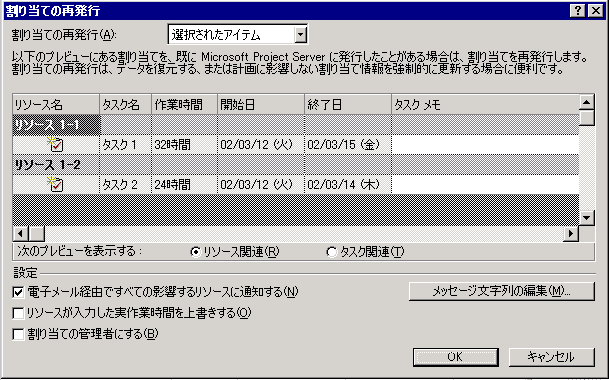 割り当ての再発行
割り当ての再発行(A): 選択されたアイテム
以下のプレビューにある割り当てを、既に Microsoft Project Server に発行したことがある場合は、割り当てを再発行します。
割り当ての再発行は、データを復元する、または計画に影響しない割り当て情報を強制的に更新する場合に便利です。
リソース名 タスク名 作業時間 開始日 終了日 タスク メモ
リソース 1-1
タスク 1 32時間 02/03/12 (火) 02/03/15 (金)
リソース 1-2
タスク 2 24時間 02/03/12 (火) 02/03/14 (木)
次のプレビューを表示する: リソース関連(R) タスク関連(T)
設定
電子メール経由ですべての影響するリソースに通知する(N) メッセージ文字列の編集(M)...
リソースが入力した実作業時間を上書きする(O)
割り当ての管理者にする(B)
OK キャンセル